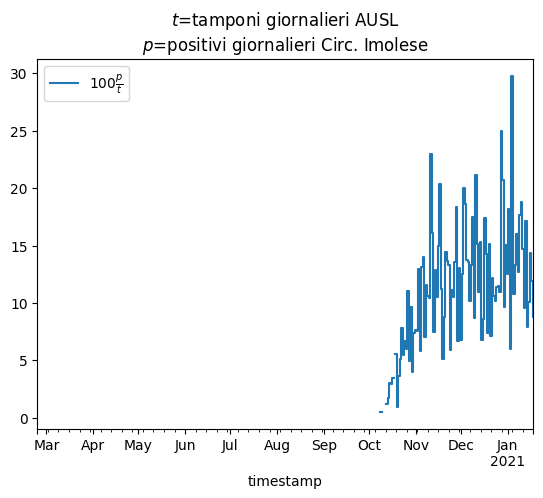 t=tamponi giornalieri AUSL
p=positivi giornalieri Circ. Imolese
100 p/t
30
25
20
15
10
5
0
Mar Apr May Jun Jul Aug Sep Oct Nov Dec Jan
2021
timestamp